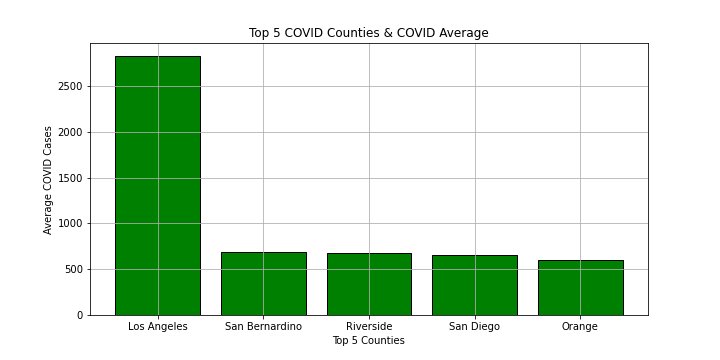 Top 5 COVID Counties & COVID Average
Average COVID Cases
2500
2000
1500
1000
500
0
Los Angeles San Bernardino Riverside San Diego Orange
Top 5 Counties